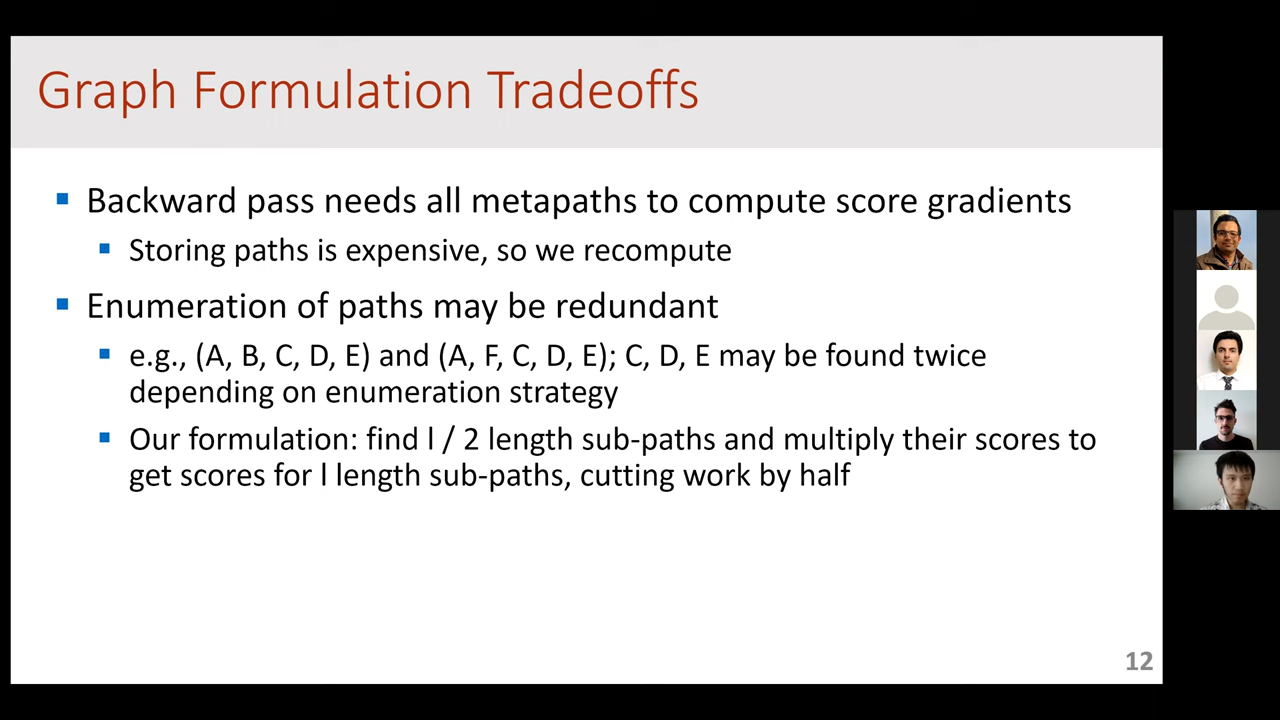 Graph Formulation Tradeoffs
Backward pass needs all metapaths to compute score gradients
Storing paths is expensive, so we recompute
Enumeration of paths may be redundant
e.g., (A, B, C, D, E) and (A, F, C, D, E); C, D, E may be found twice
depending on enumeration strategy
Our formulation: find l / 2 length sub-paths and multiply their scores to
get scores for l length sub-paths, cutting work by half
12